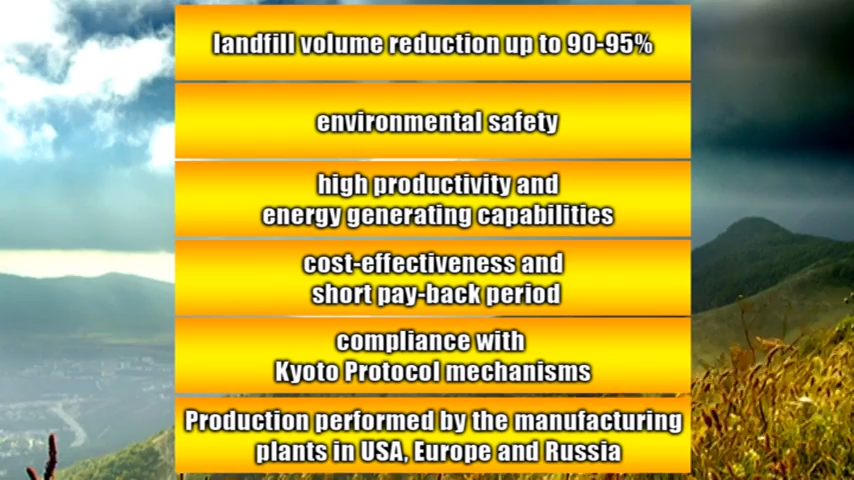 landfill volume reduction up to 90-95%
environmental safety
high productivity and
energy generating capabilities
cost-effectiveness and
short pay-back period
compliance with
Kyoto Protocol mechanisms
Production performed by the manufacturing
plants in USA, Europe and Russia